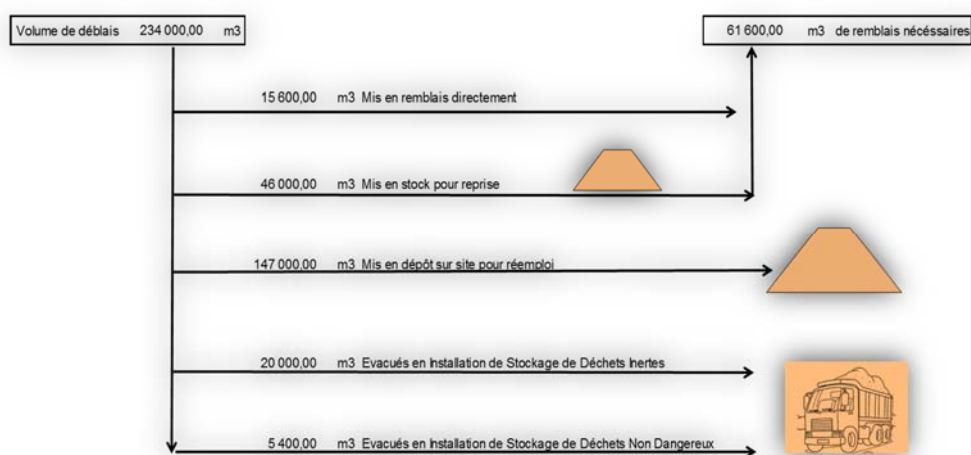 Volume de déblais 234 000,00 m3
61 600,00 m3 de remblais nécéssaires
15 600,00 m3 Mis en remblais directement
46 000,00 m3 Mis en stock pour reprise
147 000,00 m3 Mis en dépôt sur site pour réemploi
20 000,00 m3 Evacués en Installation de Stockage de Déchets Inertes
5 400,00 m3 Evacués en Installation de Stockage de Déchets Non Dangereux